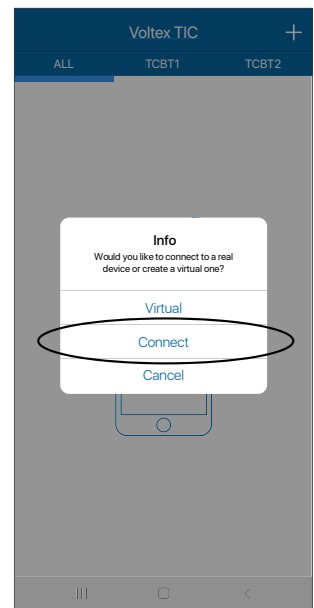 Voltex TIC
ALL TCBT1 TCBT2
Info
Would you like to connect to a real
device or create a virtual one?
Virtual
Connect
Cancel